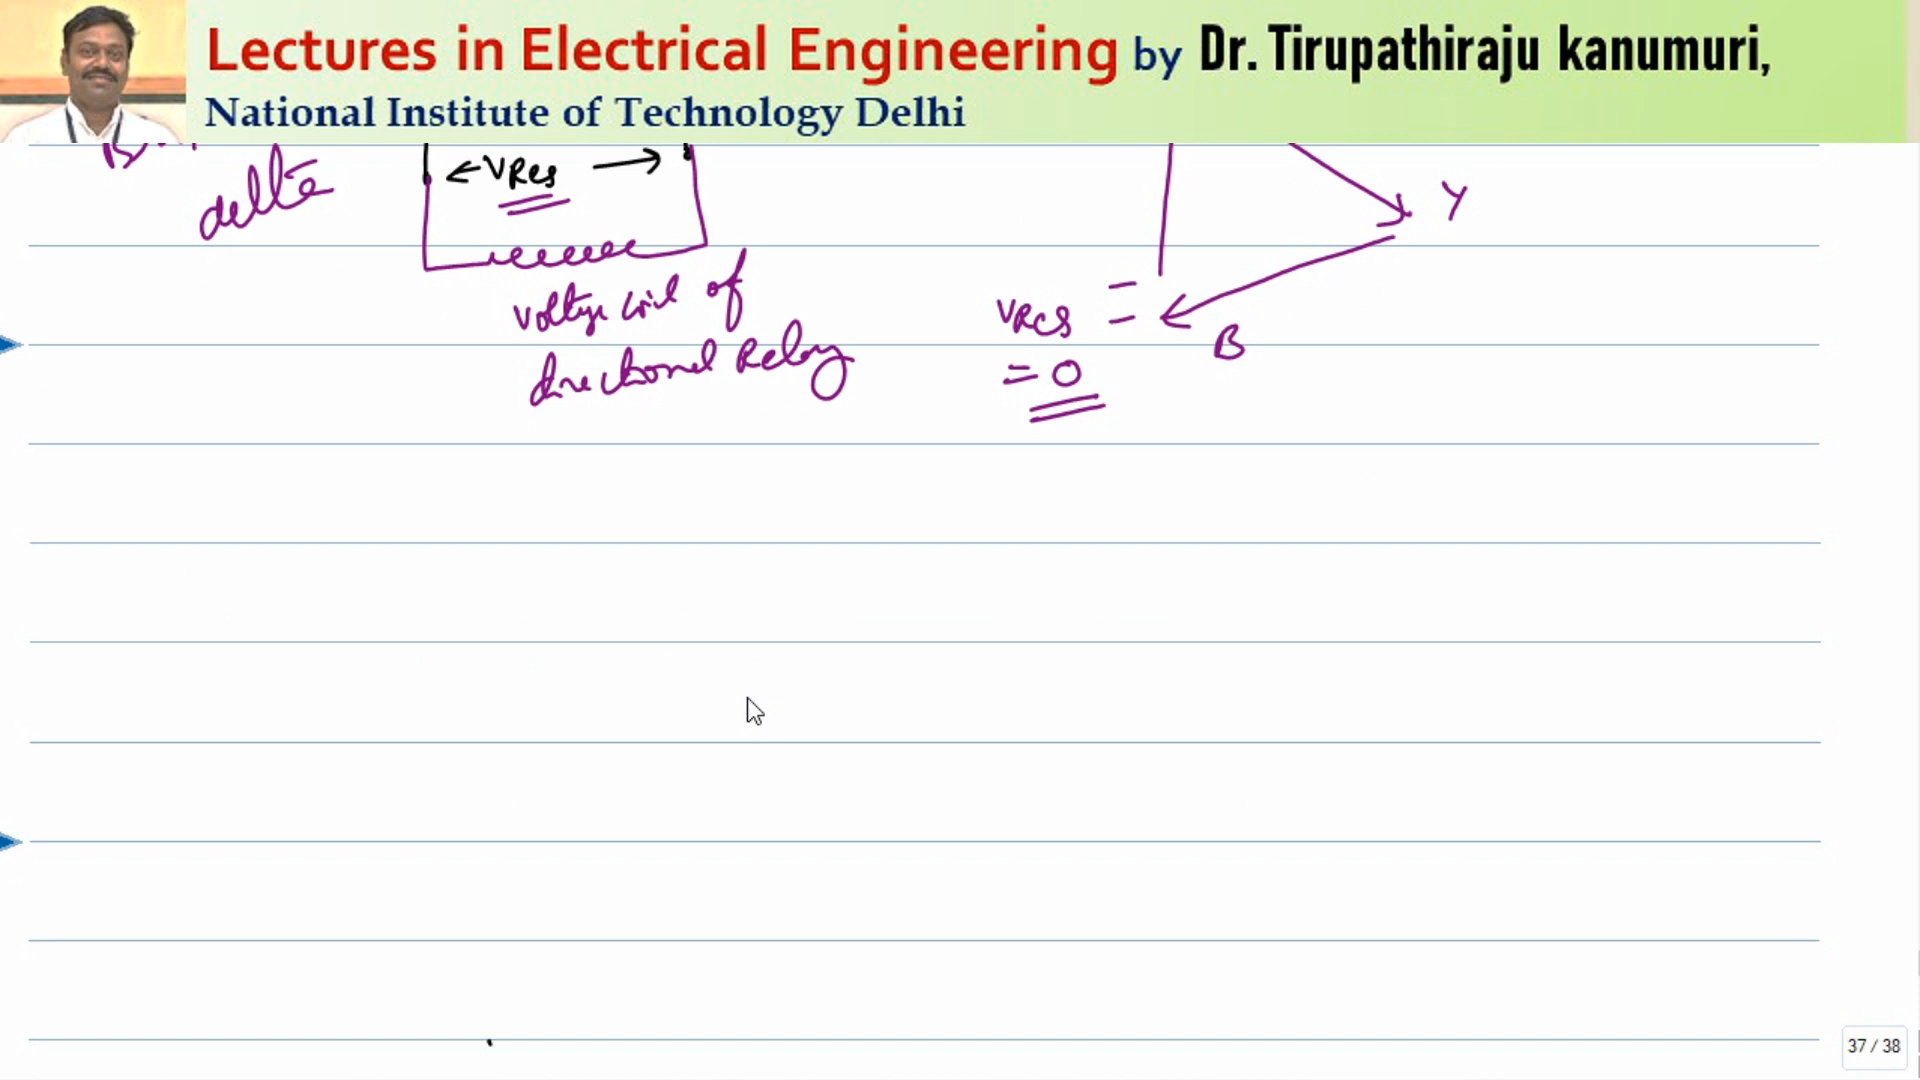 Lectures in Electrical Engineering by Dr. Tirupathiraju kanumuri,
National Institute of Technology Delhi
delta
←VRes →
voltage coil of
directional Relay
Y
B
VRes =
= 0
37 / 38